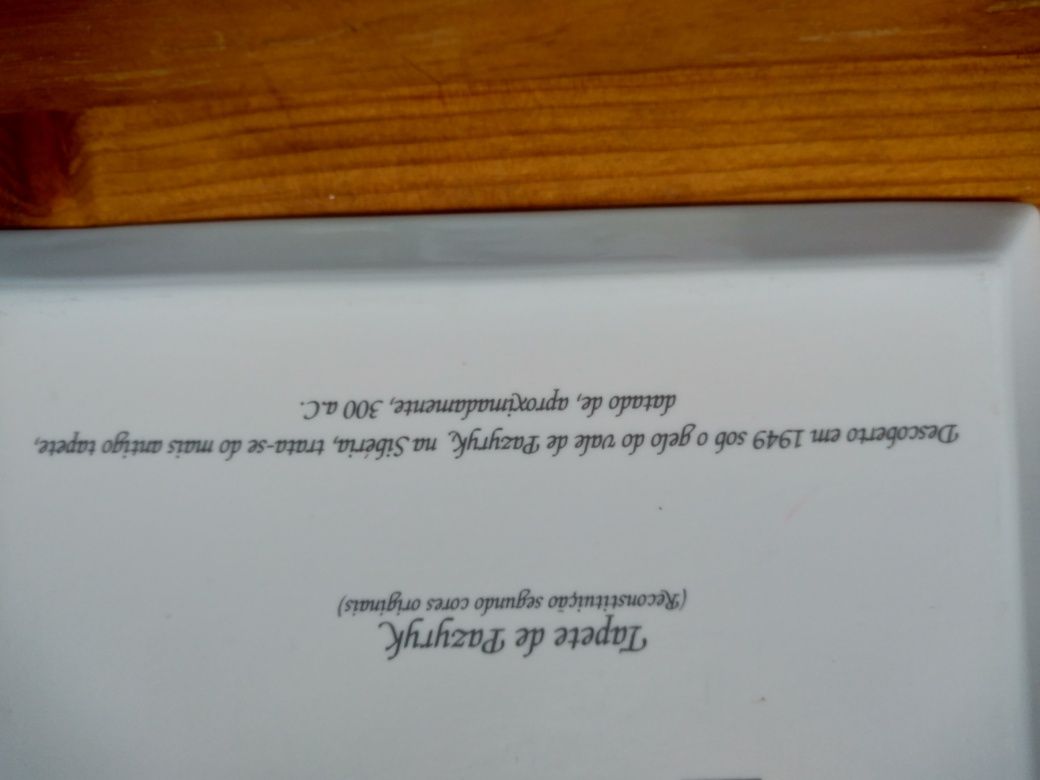 Tapete de Pazyryk
(Reconstituição segundo cores originais)
Descoberto em 1949 sob o gelo do vale de Pazyryk, na Sibéria, trata-se do mais antigo tapete,
datado de, aproximadamente, 300 a.C.